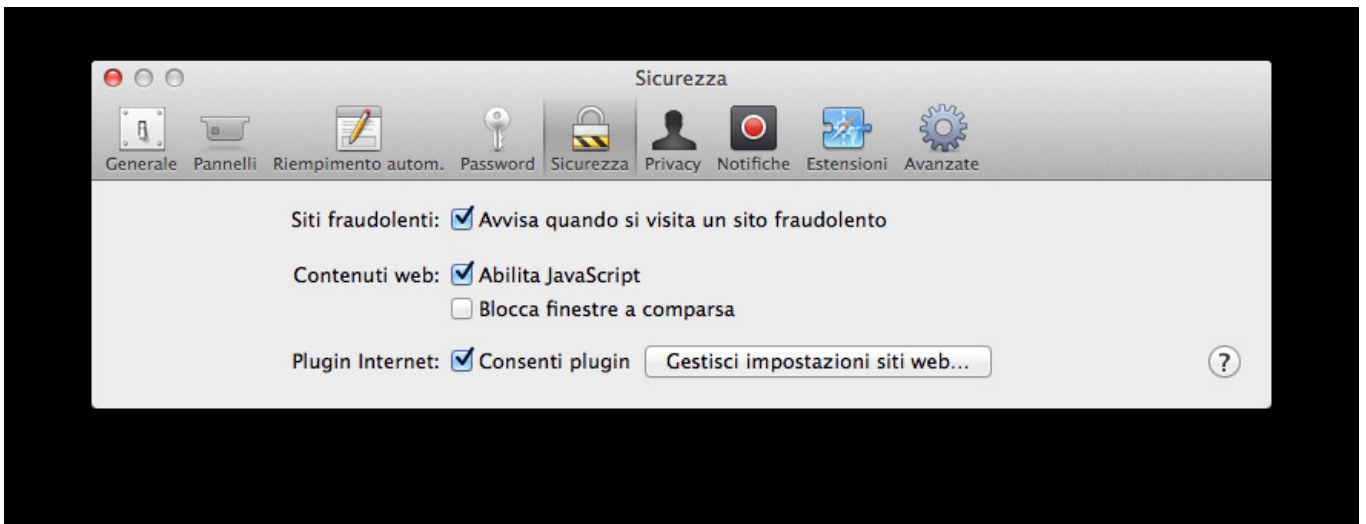 Sicurezza
Generale Pannelli Riempimento autom. Password Sicurezza Privacy Notifiche Estensioni Avanzate
Siti fraudolenti: Avvisa quando si visita un sito fraudolento
Contenuti web: Abilita JavaScript
Blocca finestre a comparsa
Plugin Internet: Consenti plugin Gestisci impostazioni siti web... ?